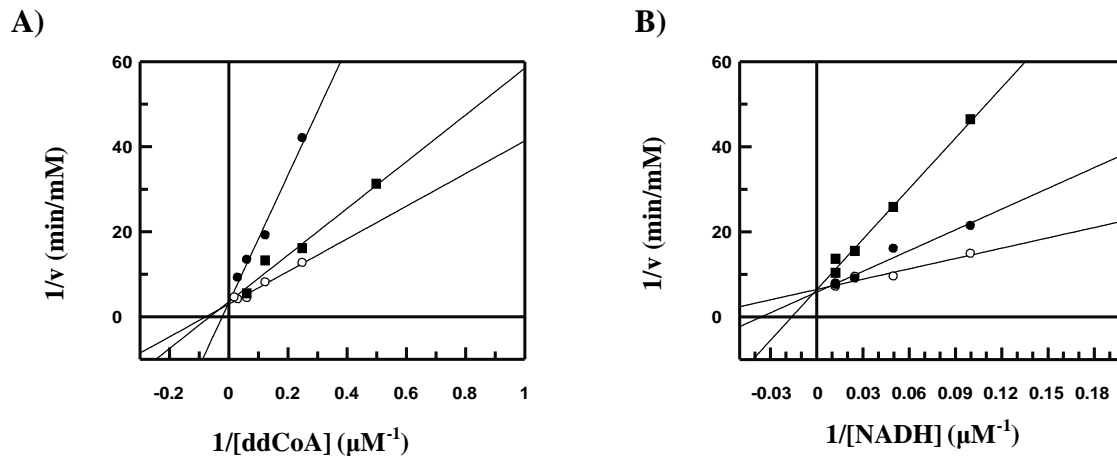 A)
B)
60
40
20
0
1/v (min/mM)
-0.2 0 0.2 0.4 0.6 0.8 1
1/[ddCoA] (μM⁻¹)
60
40
20
0
1/v (min/mM)
-0.03 0 0.03 0.06 0.09 0.12 0.15 0.18
1/[NADH] (μM⁻¹)